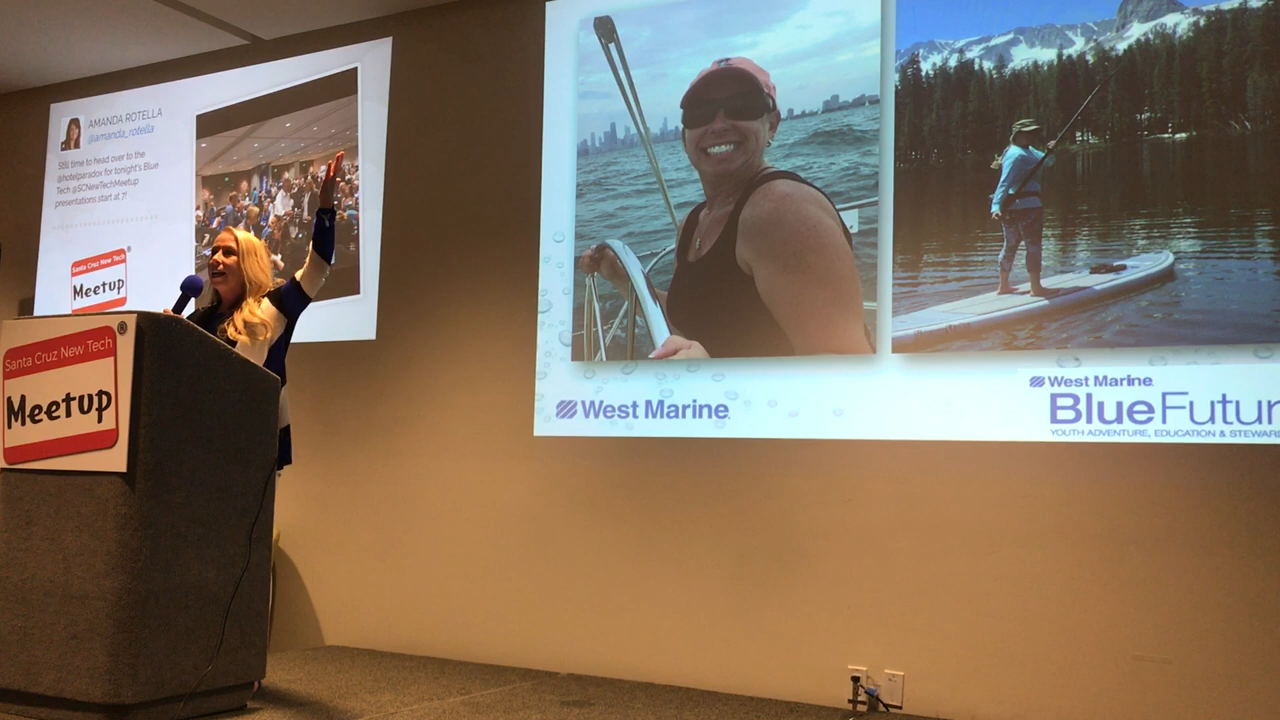 AMANDA ROTELLA
@amanda_rotella
Still time to head over to the
@hotelparadox for tonight's Blue
Tech @SCNewTechMeetup
presentations start at 7!
Santa Cruz New Tech
Meetup
®
Santa Cruz New Tech
Meetup
®
West Marine
West Marine
BlueFutur
YOUTH ADVENTURE, EDUCATION & STEWARDS